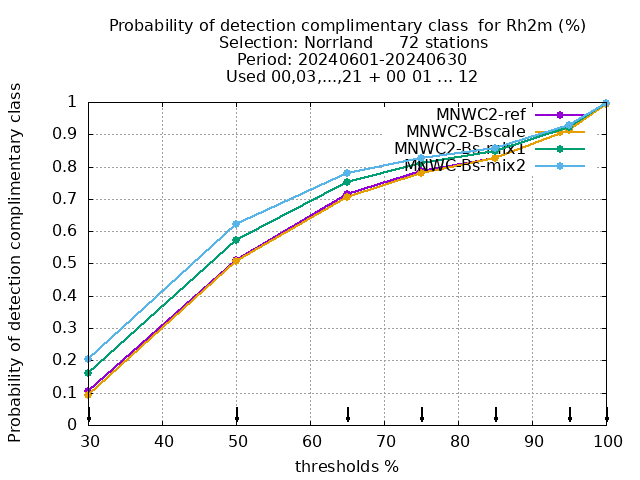 Probability of detection complimentary class  for Rh2m (%)
Selection: Norrland     72 stations
Period: 20240601-20240630
Used 00,03,...,21 + 00 01 ... 12
Probability of detection complimentary class
1
0.9
0.8
0.7
0.6
0.5
0.4
0.3
0.2
0.1
0
MNWC2-ref
MNWC2-Bscale
MNWC2-Bs-mix1
MNWC-Bs-mix2
30 40 50 60 70 80 90 100
thresholds %